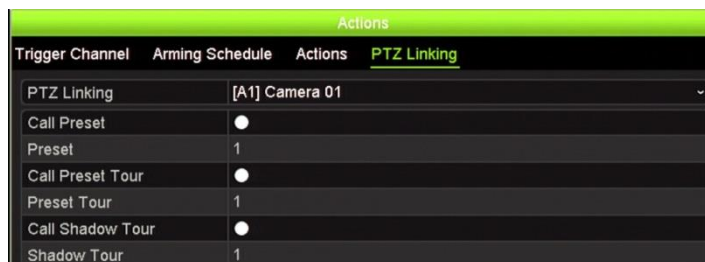 Actions
Trigger Channel Arming Schedule Actions PTZ Linking
PTZ Linking [A1] Camera 01
Call Preset
Preset 1
Call Preset Tour
Preset Tour 1
Call Shadow Tour
Shadow Tour 1